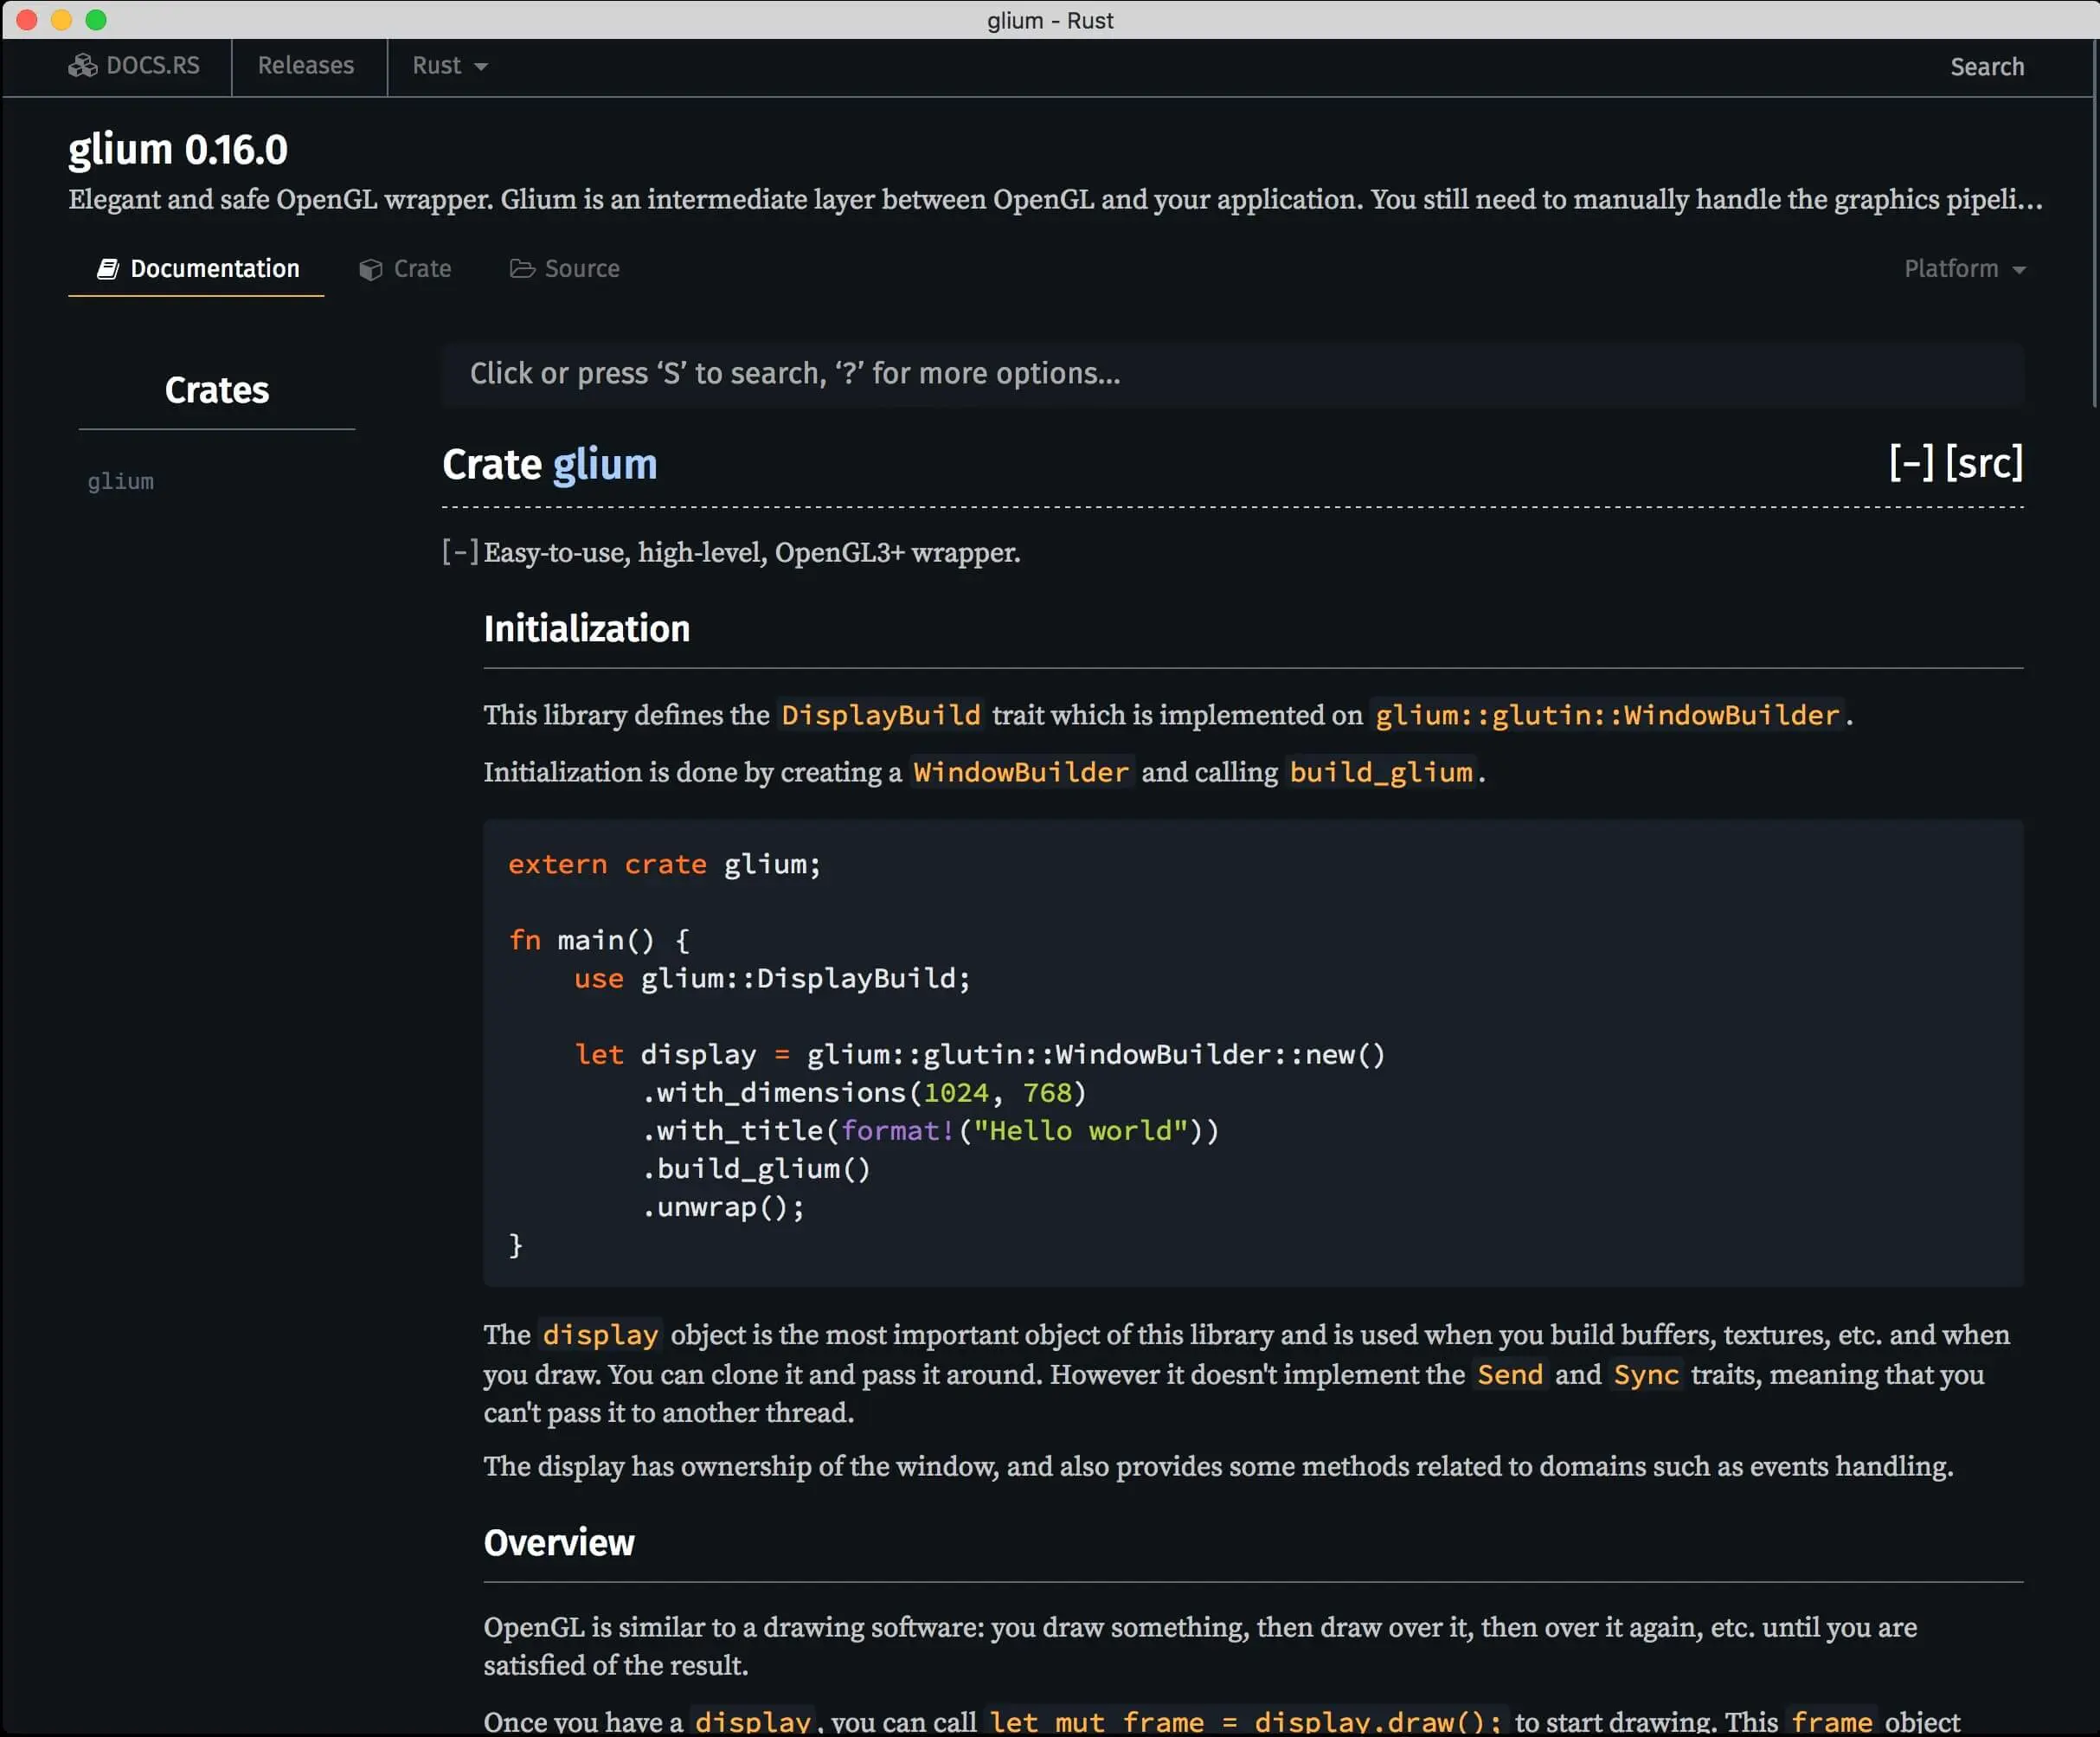 glium - Rust
DOCS.RS
Releases
Rust
Search
glium 0.16.0
Elegant and safe OpenGL wrapper. Glium is an intermediate layer between OpenGL and your application. You still need to manually handle the graphics pipeli…
Documentation
Crate
Source
Platform
Crates
glium
Click or press ‘S’ to search, ‘?’ for more options…
Crate glium
[-] [src]
[-] Easy-to-use, high-level, OpenGL3+ wrapper.
Initialization
This library defines the DisplayBuild trait which is implemented on glium::glutin::WindowBuilder.
Initialization is done by creating a WindowBuilder and calling build_glium.
extern crate glium;
fn main() {
    use glium::DisplayBuild;
    let display = glium::glutin::WindowBuilder::new()
        .with_dimensions(1024, 768)
        .with_title(format!("Hello world"))
        .build_glium()
        .unwrap();
}
The display object is the most important object of this library and is used when you build buffers, textures, etc. and when
you draw. You can clone it and pass it around. However it doesn't implement the Send and Sync traits, meaning that you
can't pass it to another thread.
The display has ownership of the window, and also provides some methods related to domains such as events handling.
Overview
OpenGL is similar to a drawing software: you draw something, then draw over it, then over it again, etc. until you are
satisfied of the result.
Once you have a display, you can call let mut frame = display.draw(); to start drawing. This frame object